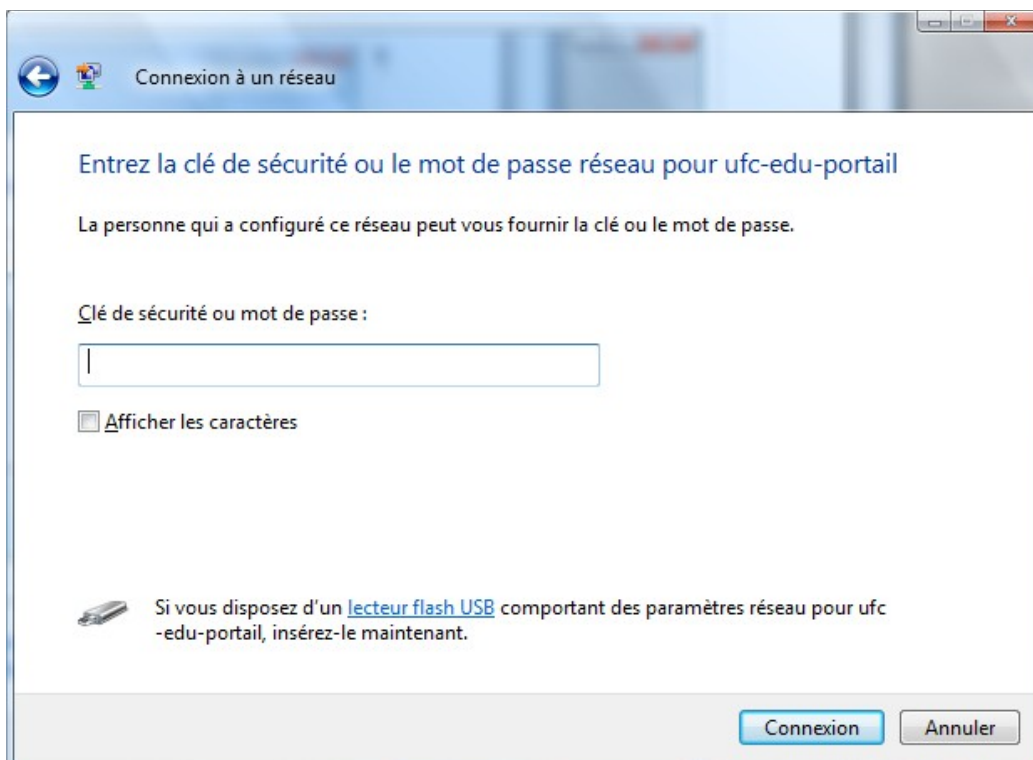 Connexion à un réseau
Entrez la clé de sécurité ou le mot de passe réseau pour ufc-edu-portail
La personne qui a configuré ce réseau peut vous fournir la clé ou le mot de passe.
Clé de sécurité ou mot de passe :
Afficher les caractères
Si vous disposez d'un lecteur flash USB comportant des paramètres réseau pour ufc
-edu-portail, insérez-le maintenant.
Connexion Annuler